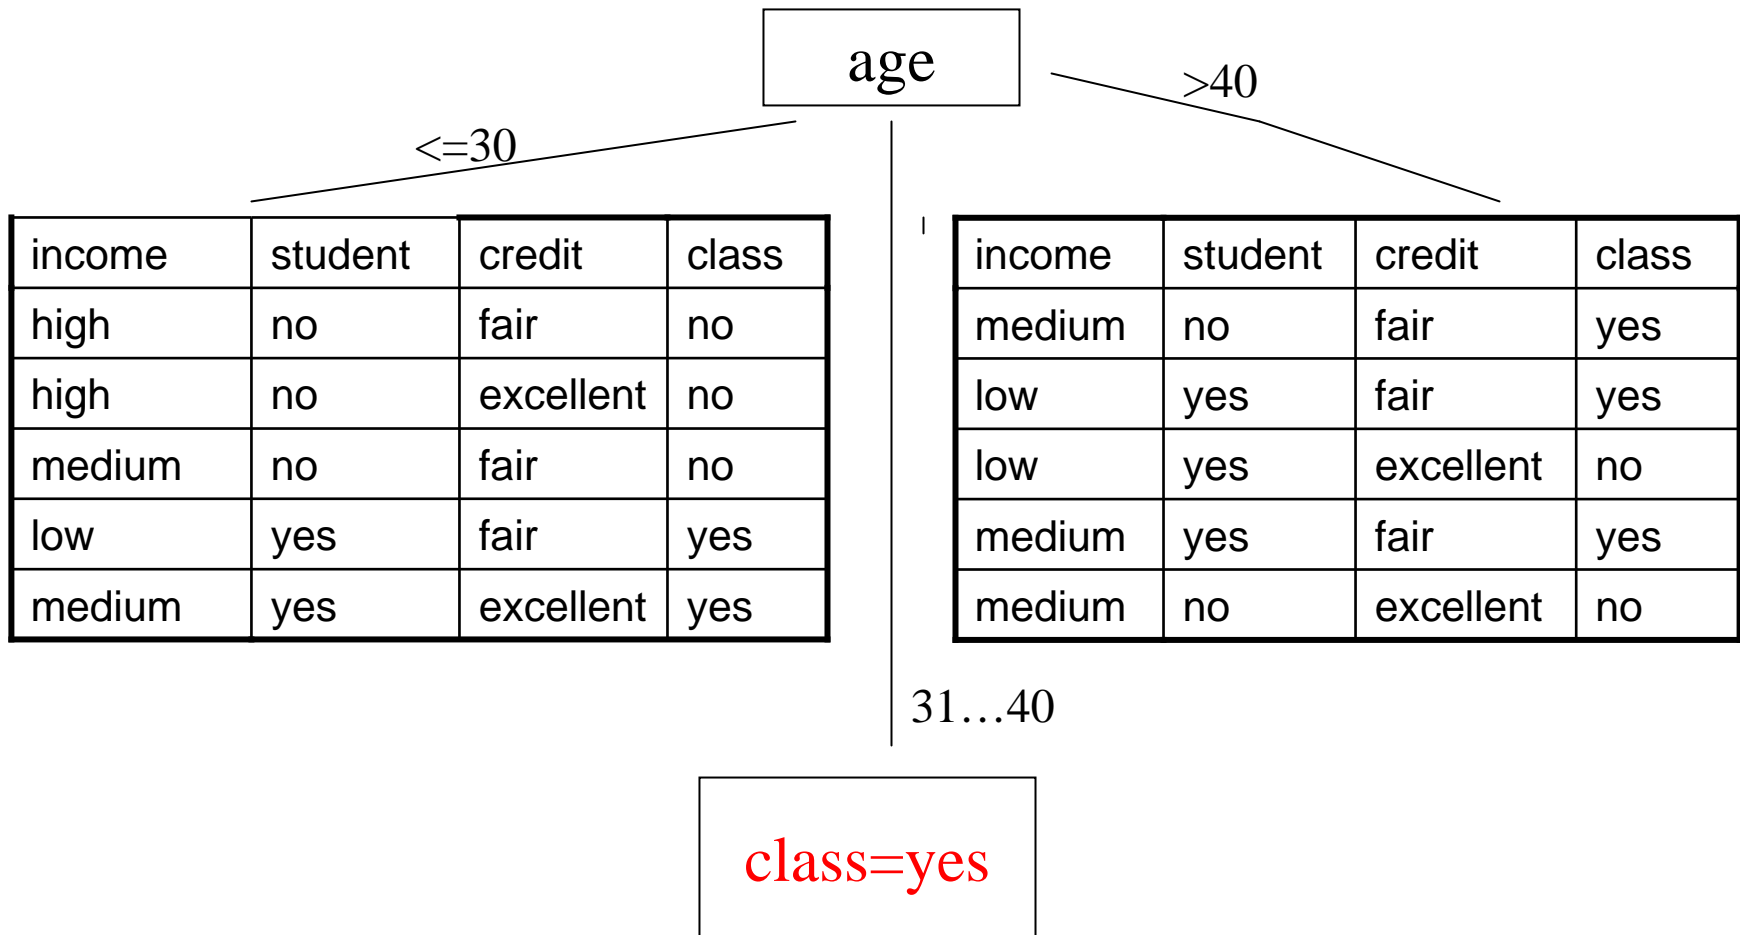 age
>40
<=30
income student credit class
high no fair no
high no excellent no
medium no fair no
low yes fair yes
medium yes excellent yes
income student credit class
medium no fair yes
low yes fair yes
low yes excellent no
medium yes fair yes
medium no excellent no
31…40
class=yes